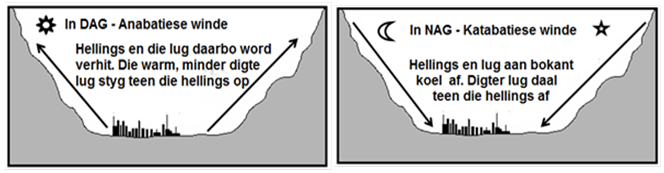 In DAG - Anabatiese winde
Hellings en die lug daarbo word
verhit. Die warm, minder digte
lug styg teen die hellings op
In NAG - Katabatiese winde
Hellings en lug aan bokant
koel af. Digter lug daal
teen die hellings af